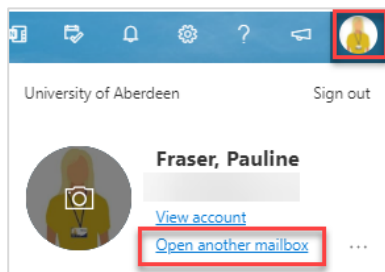 ?
University of Aberdeen Sign out
Fraser, Pauline
View account
Open another mailbox
...